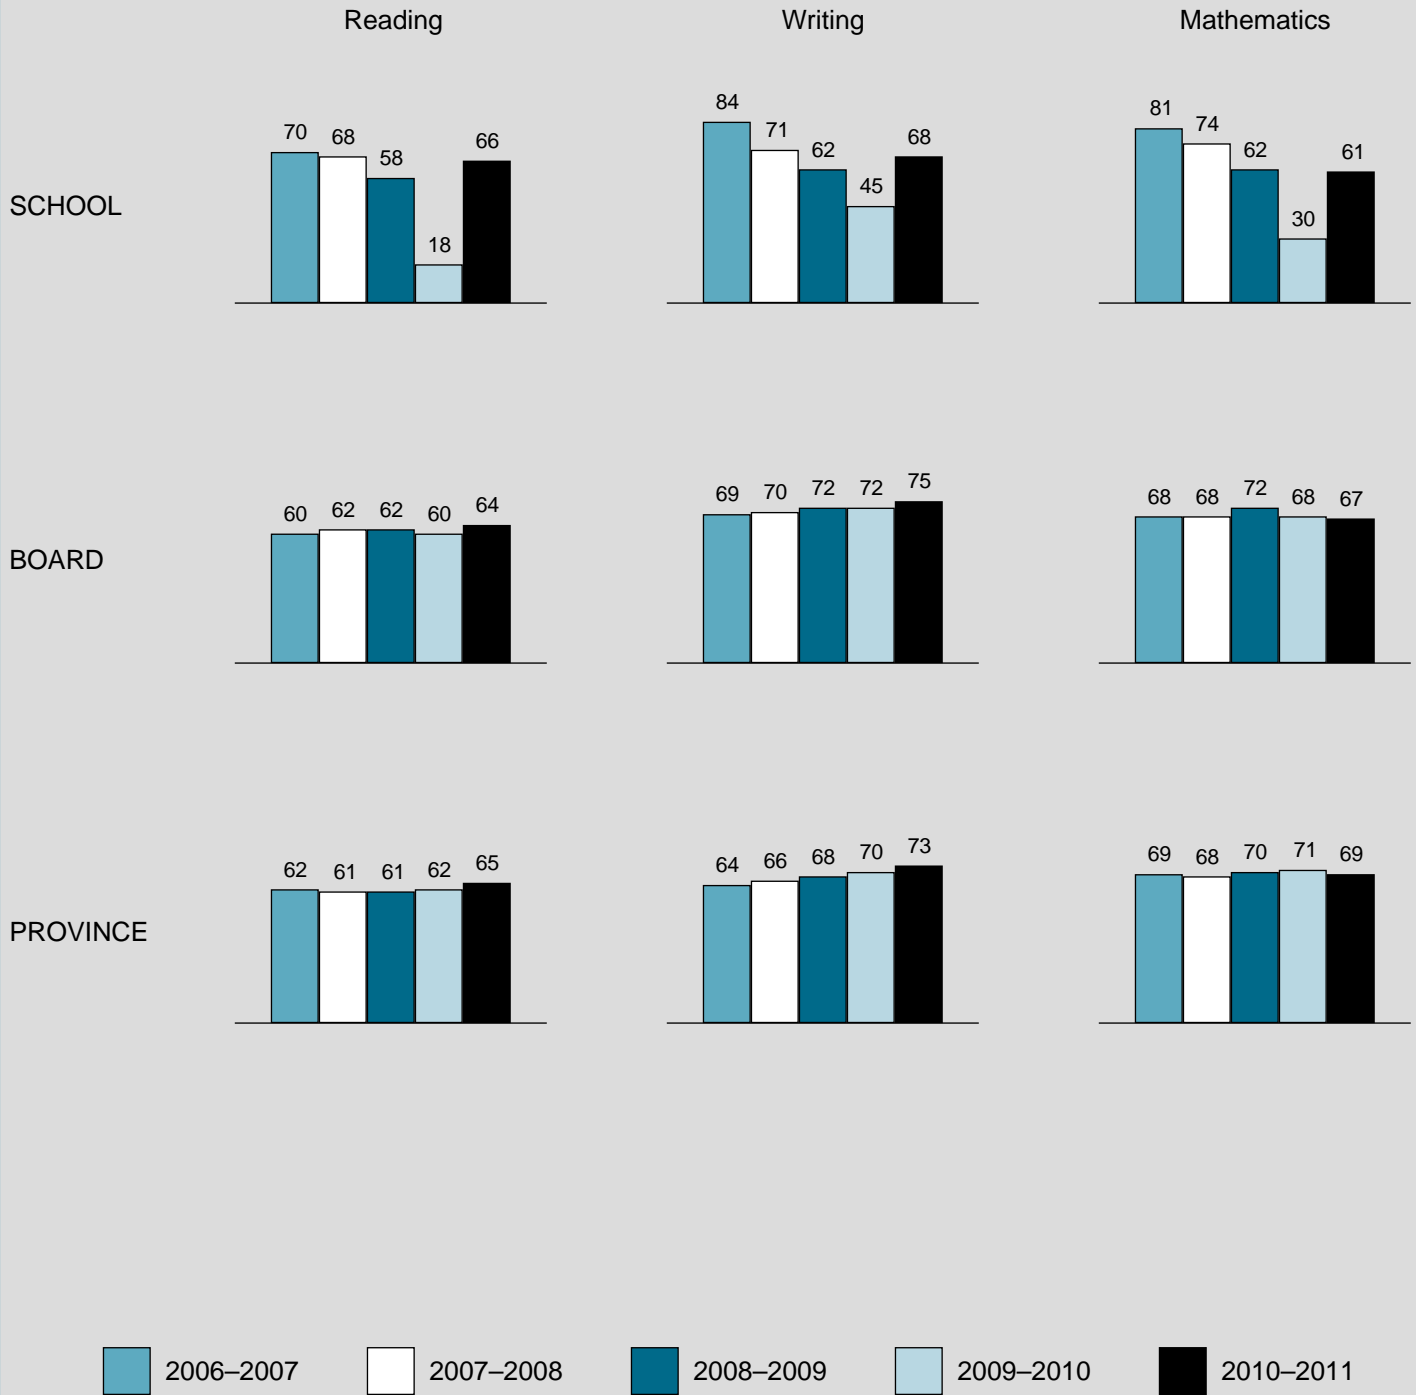 Reading Writing Mathematics
SCHOOL
70 68 58 18 66
84 71 62 45 68
81 74 62 30 61
BOARD
60 62 62 60 64
69 70 72 72 75
68 68 72 68 67
PROVINCE
62 61 61 62 65
64 66 68 70 73
69 68 70 71 69
2006–2007 2007–2008 2008–2009 2009–2010 2010–2011